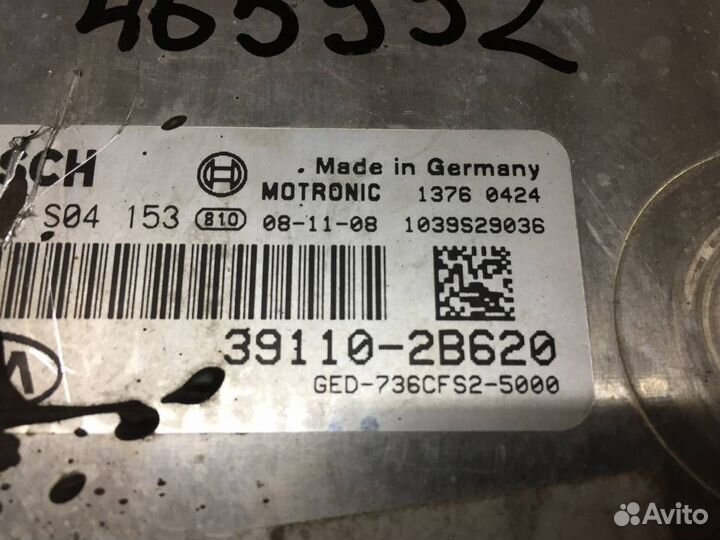 465952
SCH
Made in Germany
MOTRONIC 1376 0424
S04 153 810 08-11-08 1039S29036
39110-2B620
GED-736CFS2-5000
Avito